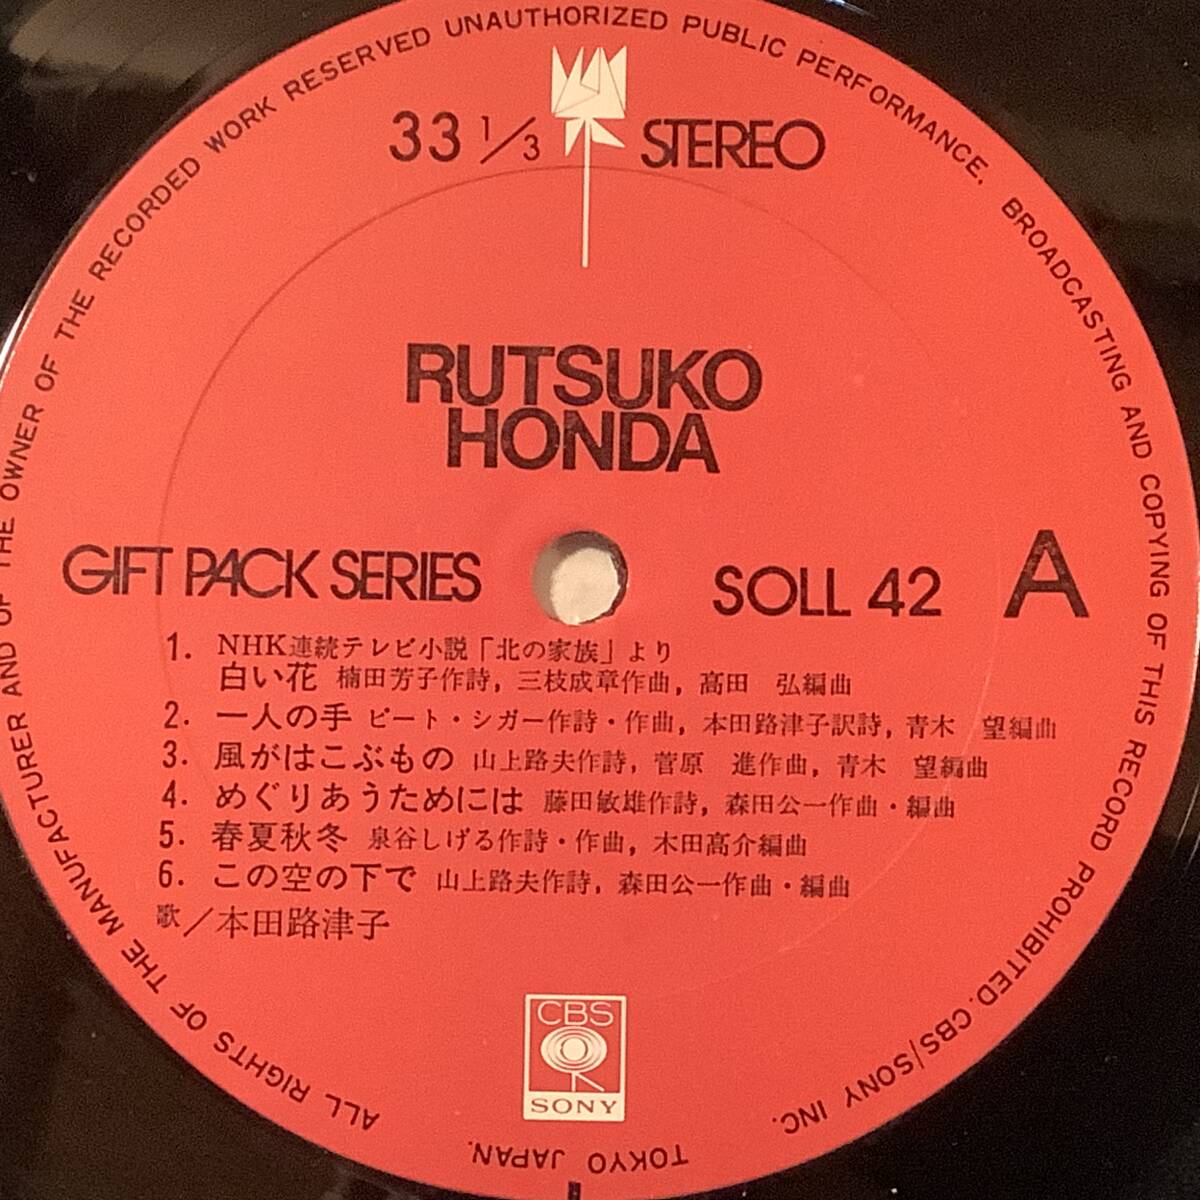 ALL RIGHTS OF THE MANUFACTURER AND OF THE OWNER OF THE RECORDED WORK RESERVED UNAUTHORIZED PUBLIC PERFORMANCE. BROADCASTING AND COPYING OF THIS RECORD PROHIBITED. CBS/SONY INC.
TOKYO JAPAN.
33 1/3 STEREO
RUTSUKO
HONDA
GIFT PACK SERIES SOLL 42 A
1. NHK連続テレビ小説「北の家族」より
白い花 楠田芳子作詩, 三枝成章作曲, 高田 弘編曲
2. 一人の手 ピート・シガー作詩・作曲, 本田路津子訳詩, 青木 望編曲
3. 風がはこぶもの 山上路夫作詩, 菅原 進作曲, 青木 望編曲
4. めぐりあうためには 藤田敏雄作詩, 森田公一作曲・編曲
5. 春夏秋冬 泉谷しげる作詩・作曲, 木田高介編曲
6. この空の下で 山上路夫作詩, 森田公一作曲・編曲
歌/本田路津子
CBS
SONY